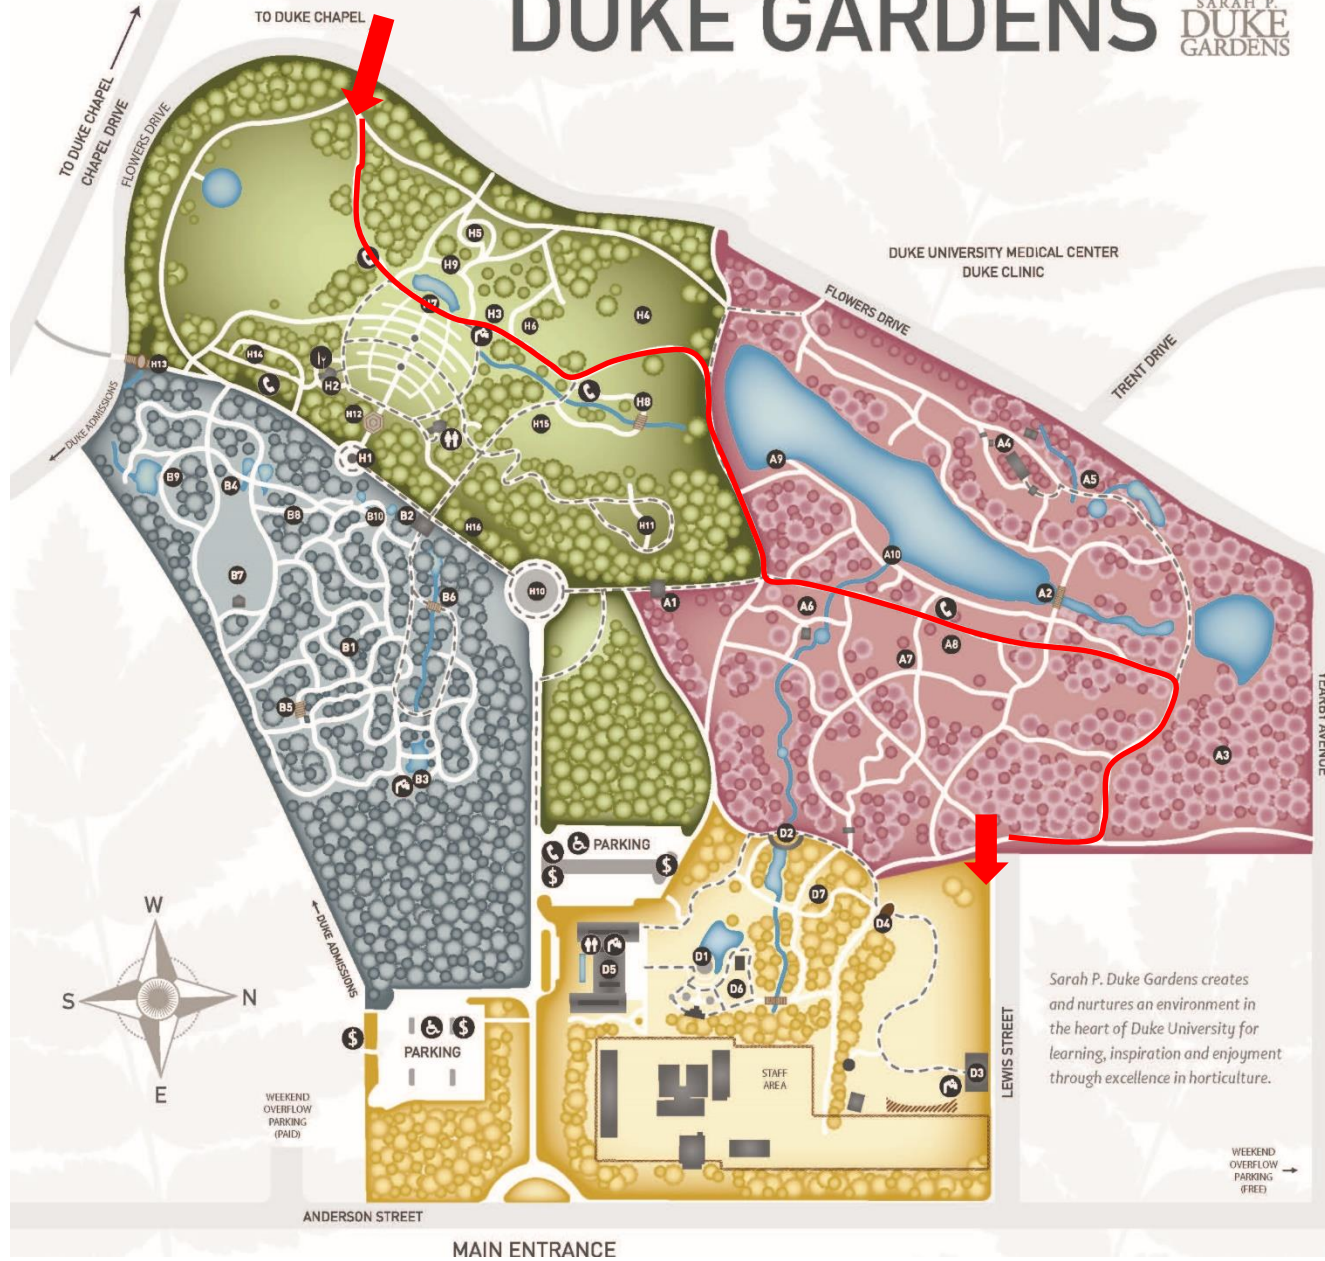 TO DUKE CHAPEL
DUKE GARDENS
SARAH P.
DUKE
GARDENS
TO DUKE CHAPEL
CHAPEL DRIVE
FLOWERS DRIVE
DUKE UNIVERSITY MEDICAL CENTER
DUKE CLINIC
FLOWERS DRIVE
TRENT DRIVE
H5
H9
H7
H3
H6
H4
H14
H13
H2
H12
H8
H15
H1
H16
H11
H10
DUKE ADMISSIONS
B9
B4
B8
B10
B2
B7
B6
B1
B5
B3
A4
A5
A9
A10
A2
A1
A6
A8
A7
A3
YEARBY AVENUE
$
PARKING
$
D2
D7
D4
D1
D5
D6
D3
W
S
N
E
DUKE ADMISSIONS
$
$
PARKING
STAFF
AREA
LEWIS STREET
Sarah P. Duke Gardens creates
and nurtures an environment in
the heart of Duke University for
learning, inspiration and enjoyment
through excellence in horticulture.
WEEKEND
OVERFLOW
PARKING
(PAID)
WEEKEND
OVERFLOW
PARKING
(FREE)
ANDERSON STREET
MAIN ENTRANCE